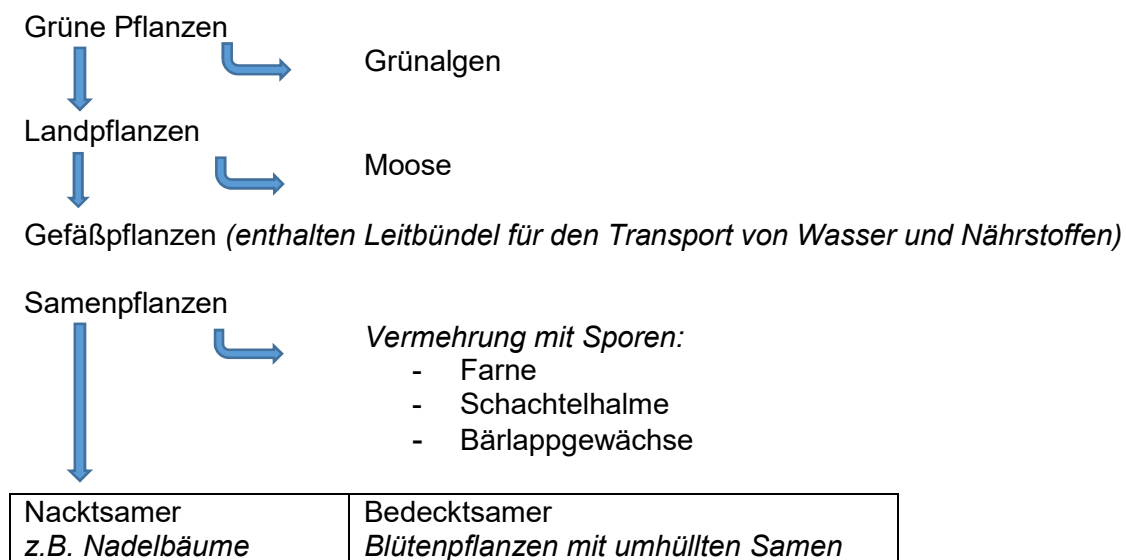 Grüne Pflanzen
Grünalgen
Landpflanzen
Moose
Gefäßpflanzen (enthalten Leitbündel für den Transport von Wasser und Nährstoffen)
Samenpflanzen
Vermehrung mit Sporen:
- Farne
- Schachtelhalme
- Bärlappgewächse
Nacktsamer
z.B. Nadelbäume
Bedecktsamer
Blütenpflanzen mit umhüllten Samen